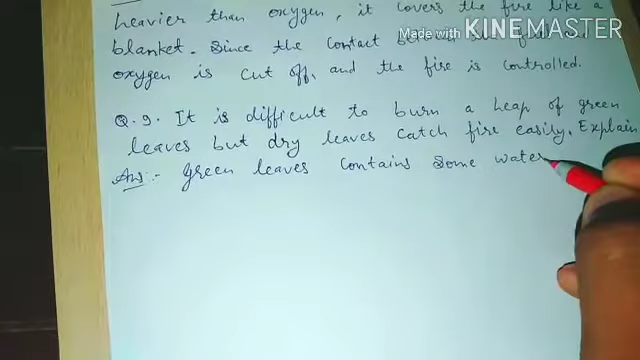 heavier than oxygen, it covers the fire like a
Made with KINEMASTER
blanket. Since the contact
oxygen is cut off, and the fire is controlled.
Q.9. It is difficult to burn a heap of green
leaves but dry leaves catch fire easily. Explain
Ans:- Green leaves contains some water